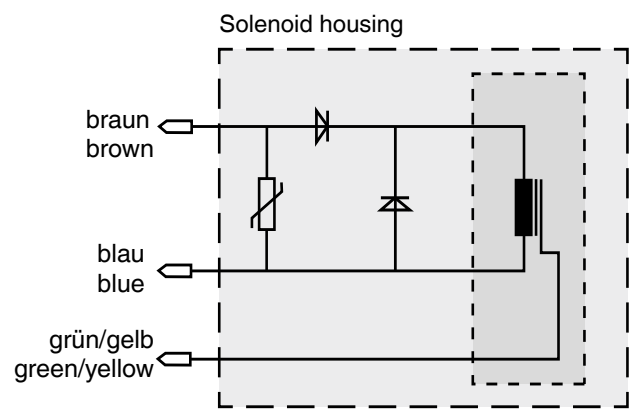 Solenoid housing
braun
brown
blau
blue
grün/gelb
green/yellow